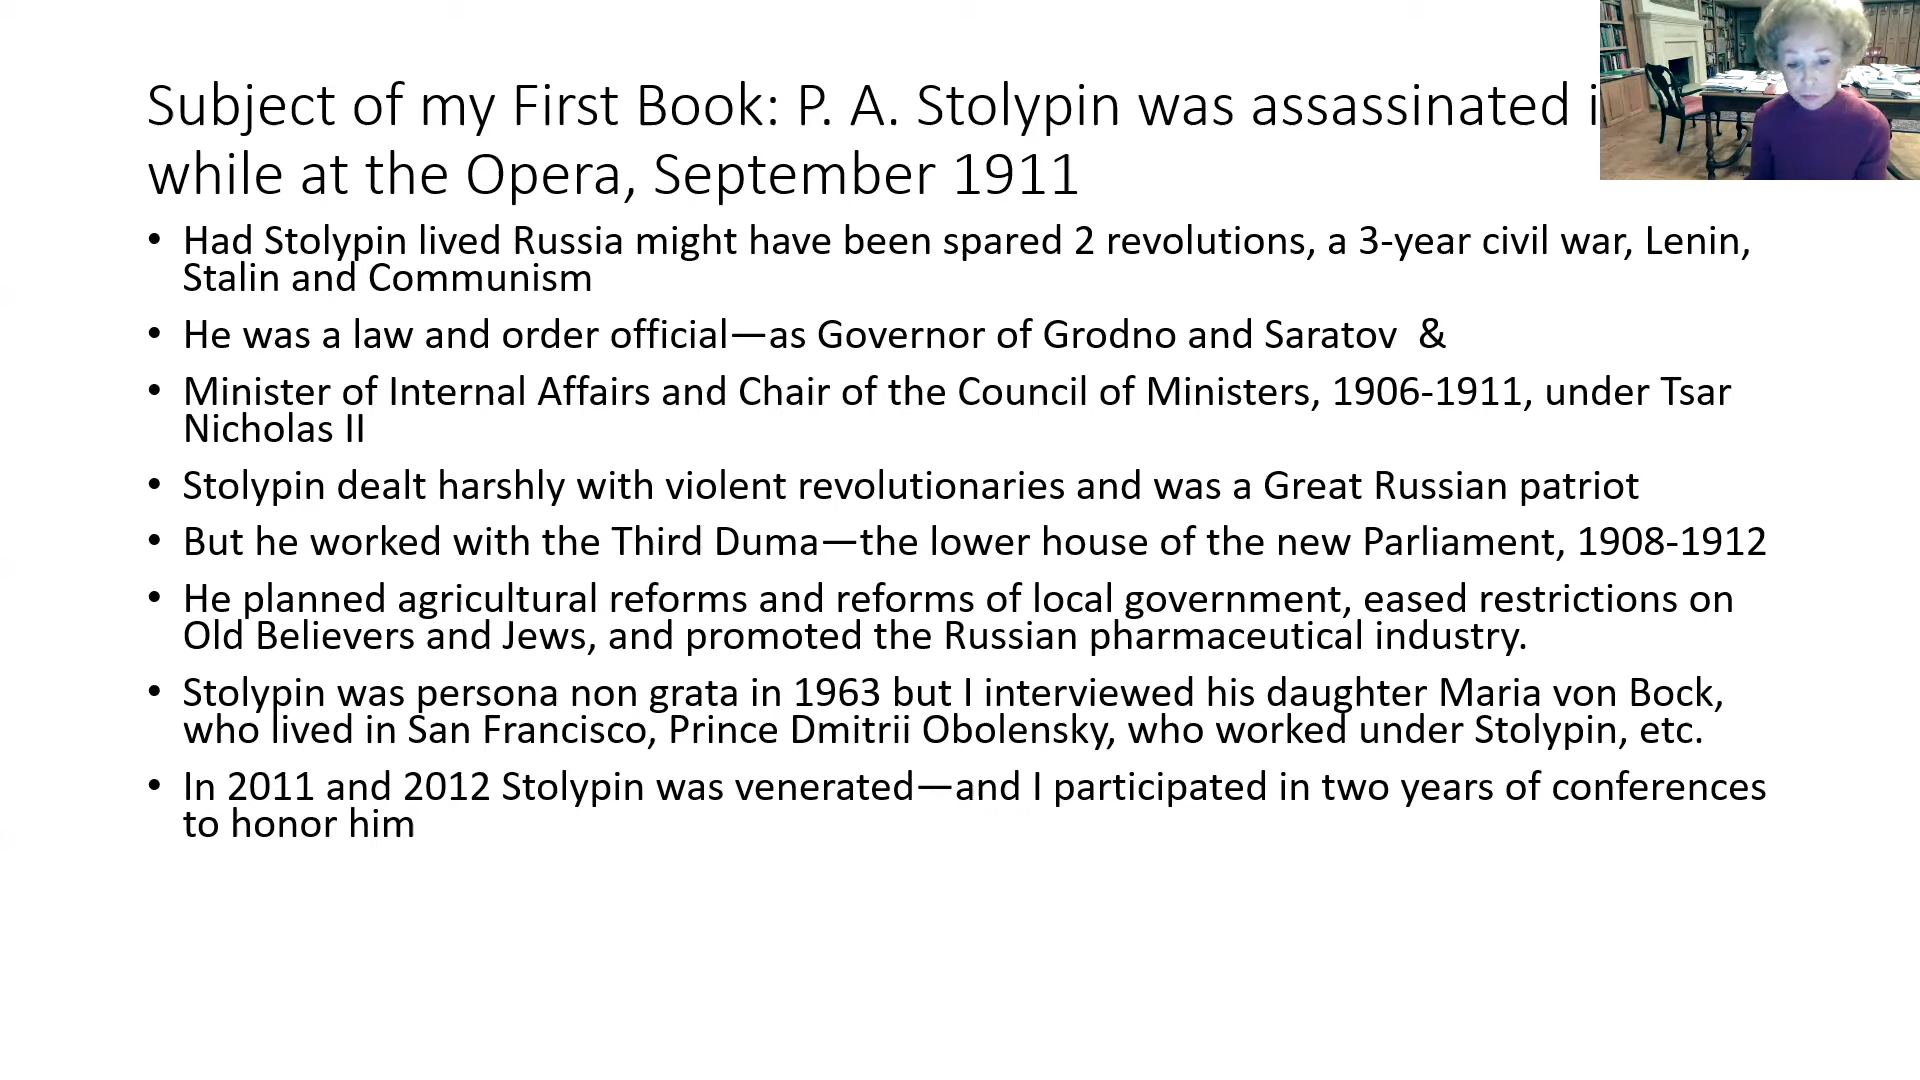 Subject of my First Book: P. A. Stolypin was assassinated
while at the Opera, September 1911
• Had Stolypin lived Russia might have been spared 2 revolutions, a 3-year civil war, Lenin,
Stalin and Communism
• He was a law and order official—as Governor of Grodno and Saratov  &
• Minister of Internal Affairs and Chair of the Council of Ministers, 1906-1911, under Tsar
Nicholas II
• Stolypin dealt harshly with violent revolutionaries and was a Great Russian patriot
• But he worked with the Third Duma—the lower house of the new Parliament, 1908-1912
• He planned agricultural reforms and reforms of local government, eased restrictions on
Old Believers and Jews, and promoted the Russian pharmaceutical industry.
• Stolypin was persona non grata in 1963 but I interviewed his daughter Maria von Bock,
who lived in San Francisco, Prince Dmitrii Obolensky, who worked under Stolypin, etc.
• In 2011 and 2012 Stolypin was venerated—and I participated in two years of conferences
to honor him